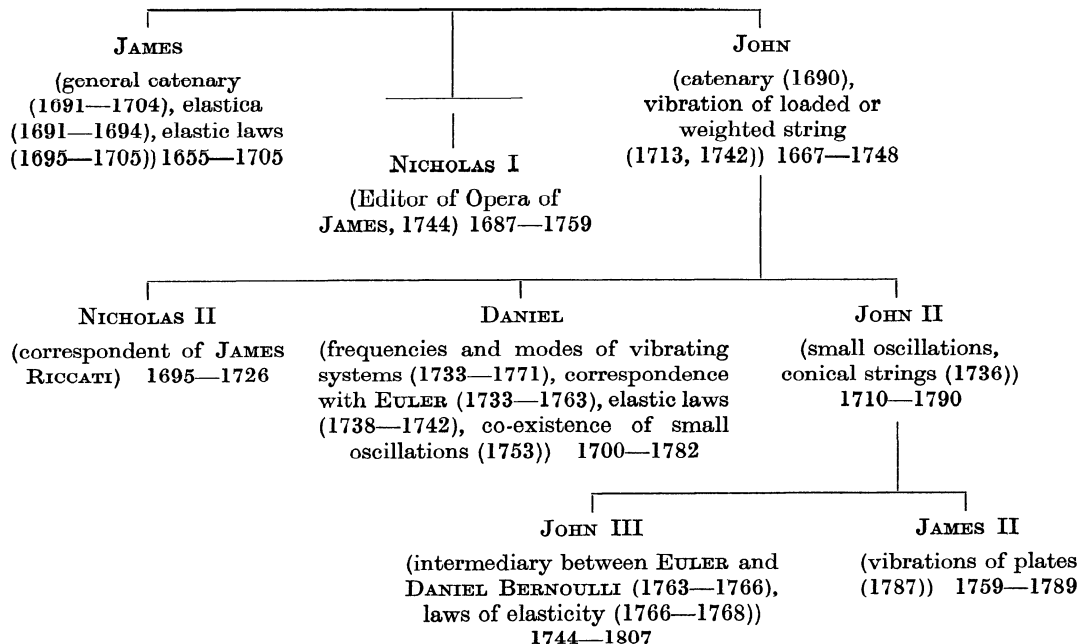 JAMES
(general catenary
(1691—1704), elastica
(1691—1694), elastic laws
(1695—1705)) 1655—1705
JOHN
(catenary (1690),
vibration of loaded or
weighted string
(1713, 1742)) 1667—1748
NICHOLAS I
(Editor of Opera of
JAMES, 1744) 1687—1759
NICHOLAS II
(correspondent of JAMES
RICCATI) 1695—1726
DANIEL
(frequencies and modes of vibrating
systems (1733—1771), correspondence
with EULER (1733—1763), elastic laws
(1738—1742), co-existence of small
oscillations (1753)) 1700—1782
JOHN II
(small oscillations,
conical strings (1736))
1710—1790
JOHN III
(intermediary between EULER and
DANIEL BERNOULLI (1763—1766),
laws of elasticity (1766—1768))
1744—1807
JAMES II
(vibrations of plates
(1787)) 1759—1789